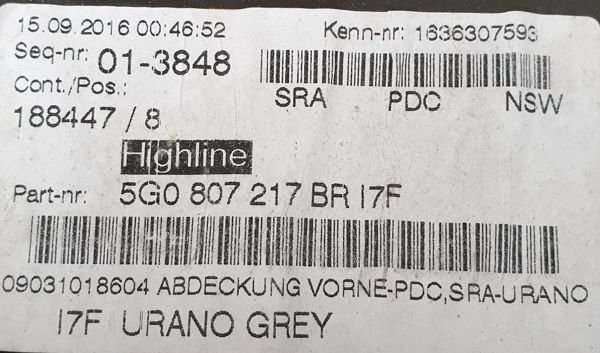 15.09.2016 00:46:52 Kenn-nr: 1636307593
Seq-nr: 01-3848
Cont./Pos.: SRA PDC NSW
188447 / 8
Highline
Part-nr: 5G0 807 217 BR I7F
09031018604 ABDECKUNG VORNE-PDC,SRA-URANO
I7F URANO GREY